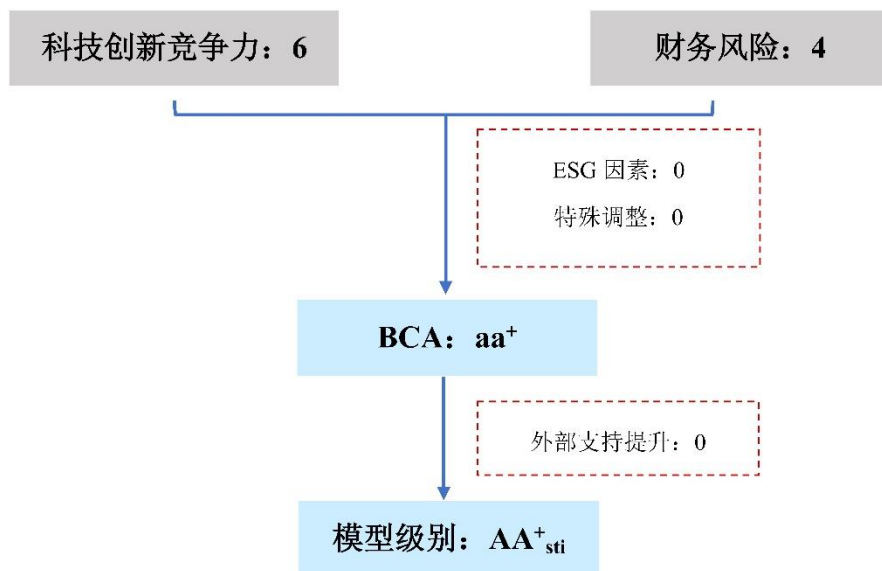 科技创新竞争力：6
财务风险：4
ESG 因素：0
特殊调整：0
BCA：aa⁺
外部支持提升：0
模型级别：AA⁺sti